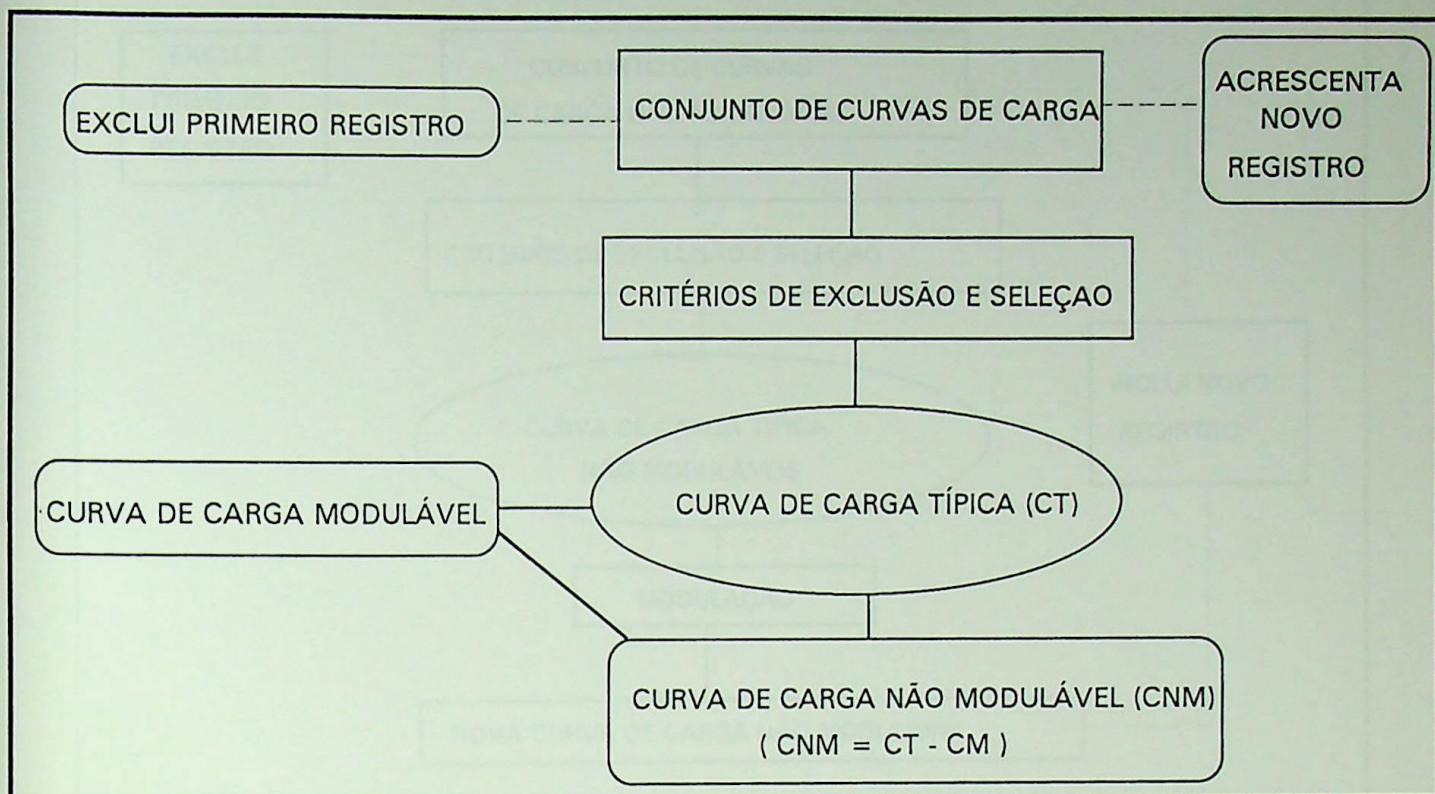 EXCLUI PRIMEIRO REGISTRO
CONJUNTO DE CURVAS DE CARGA
ACRESCENTA
NOVO
REGISTRO
CRITÉRIOS DE EXCLUSÃO E SELEÇAO
CURVA DE CARGA MODULÁVEL
CURVA DE CARGA TÍPICA (CT)
CURVA DE CARGA NÃO MODULÁVEL (CNM)
( CNM = CT - CM )